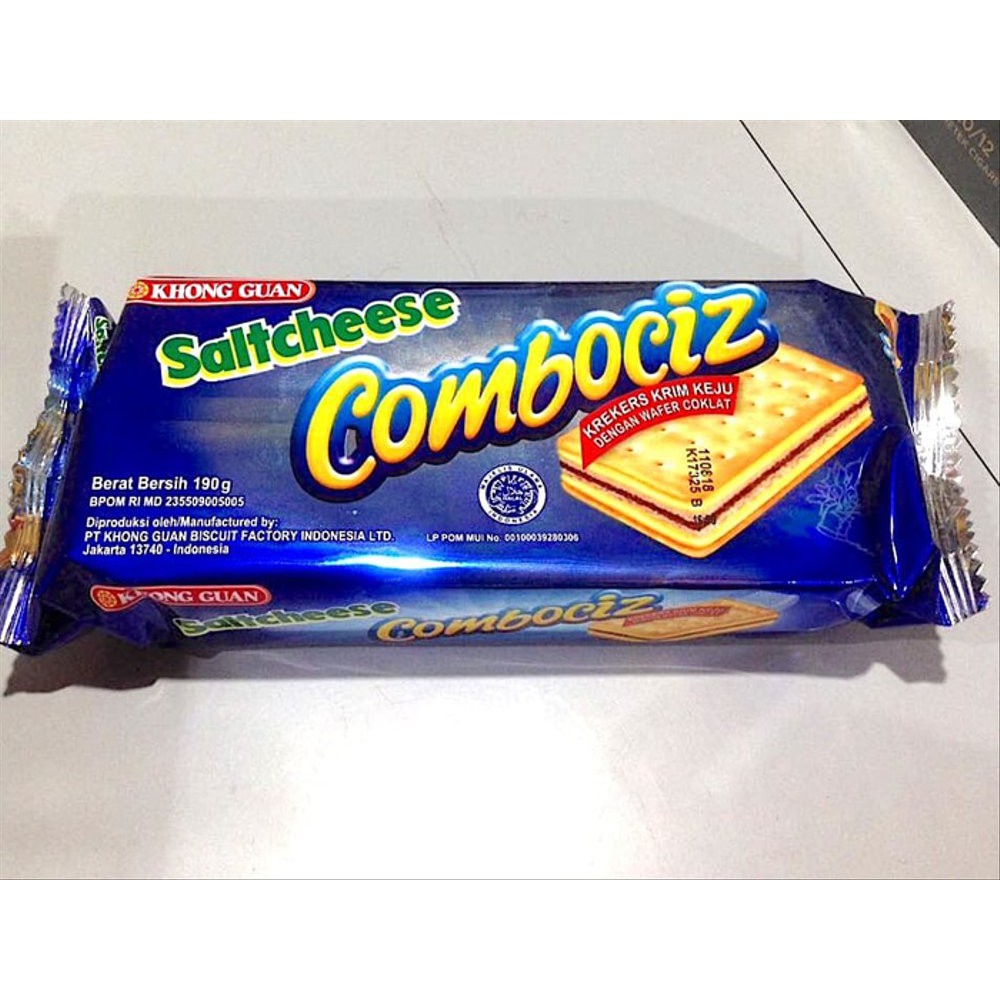 KHONG GUAN
Saltcheese
Combociz
KREKERS KRIM KEJU
DENGAN WAFER COKLAT
110618
K17325 B
Berat Bersih 190g
BPOM RI MD 235509005005
Diproduksi oleh/Manufactured by:
PT KHONG GUAN BISCUIT FACTORY INDONESIA LTD.
Jakarta 13740 - Indonesia
HALAL
INDONESIA
LP POM MUI No. 00100039280306
KHONG GUAN
Saltcheese
Combociz